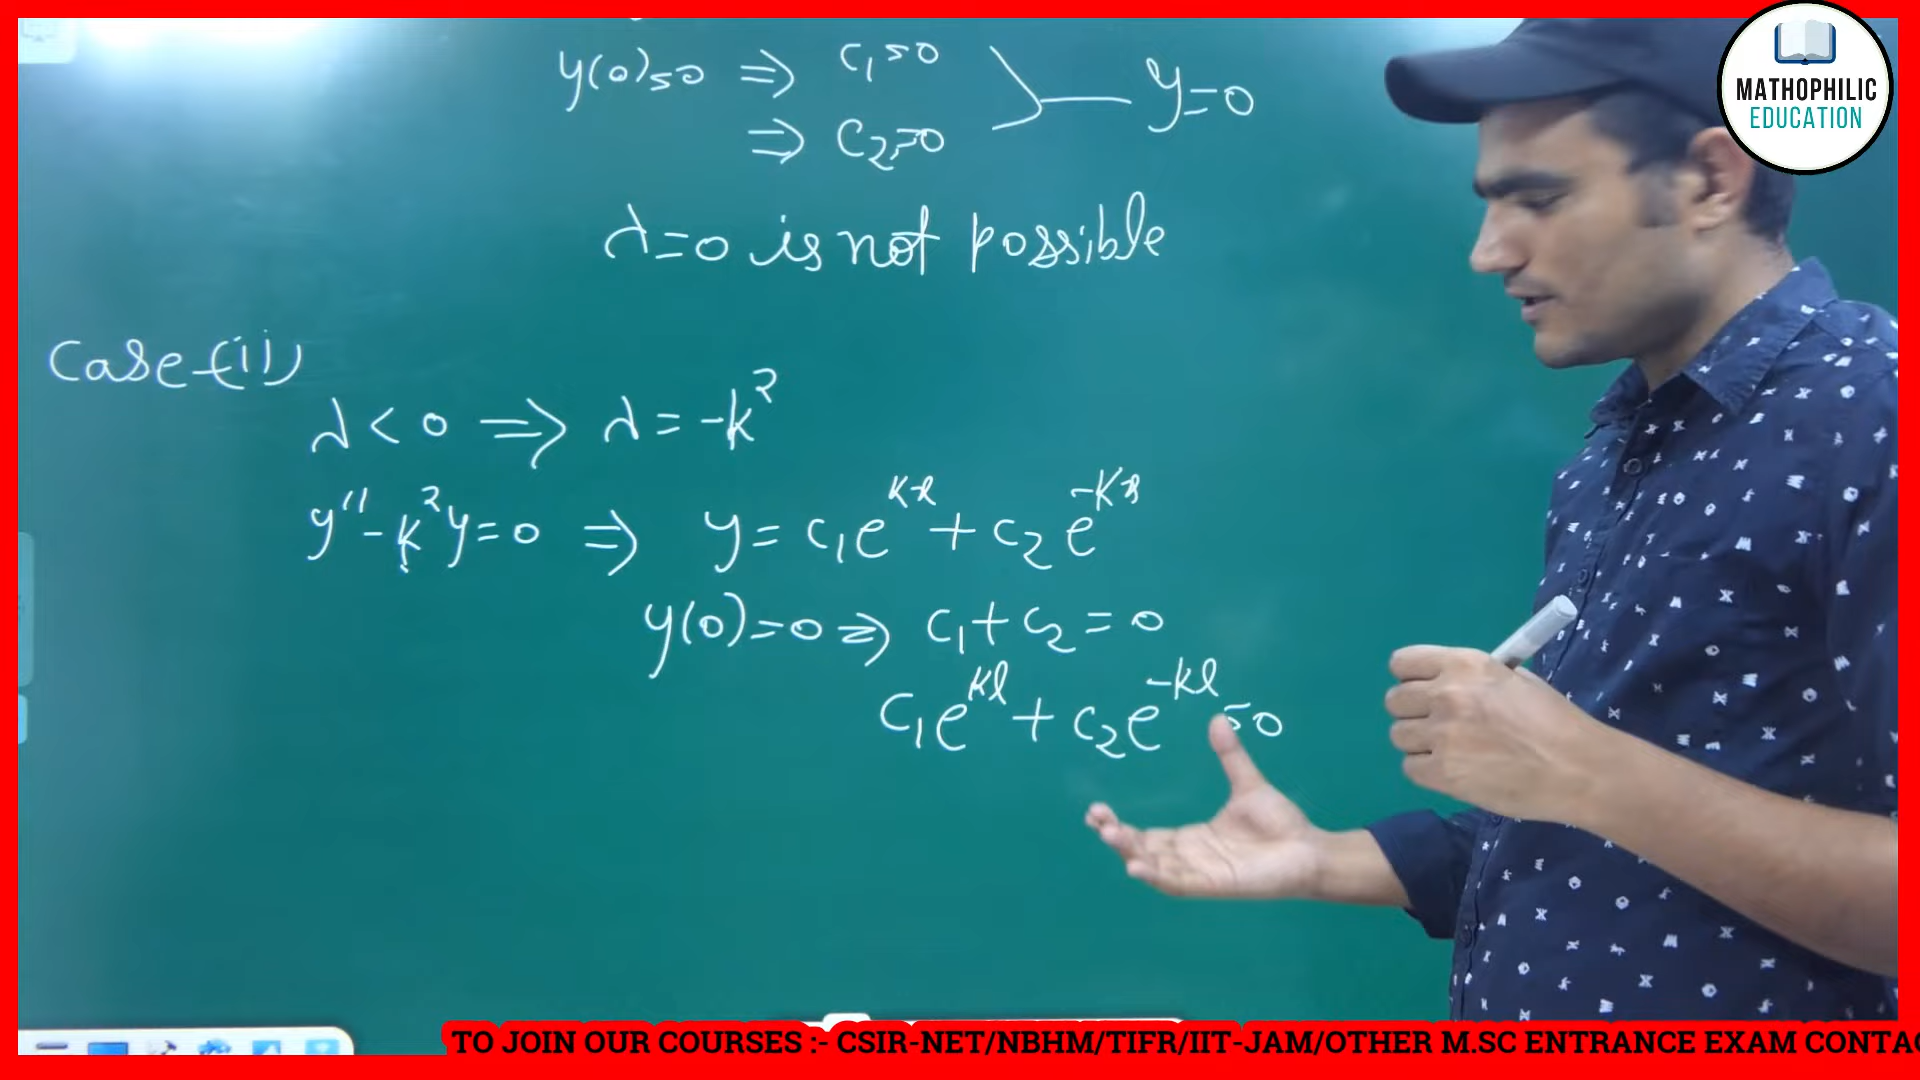 y(0)=0 ⇒ c₁=0
⇒ c₂=0
y=0
λ=0 is not possible
Case-(ii)
λ<0 ⇒ λ=-k²
y''-k²y=0 ⇒ y=c₁e^{kx}+c₂e^{-kx}
y(0)=0 ⇒ c₁+c₂=0
c₁e^{kl}+c₂e^{-kl}=0
MATHOPHILIC
EDUCATION
TO JOIN OUR COURSES :- CSIR-NET/NBHM/TIFR/IIT-JAM/OTHER M.SC ENTRANCE EXAM CONTAC